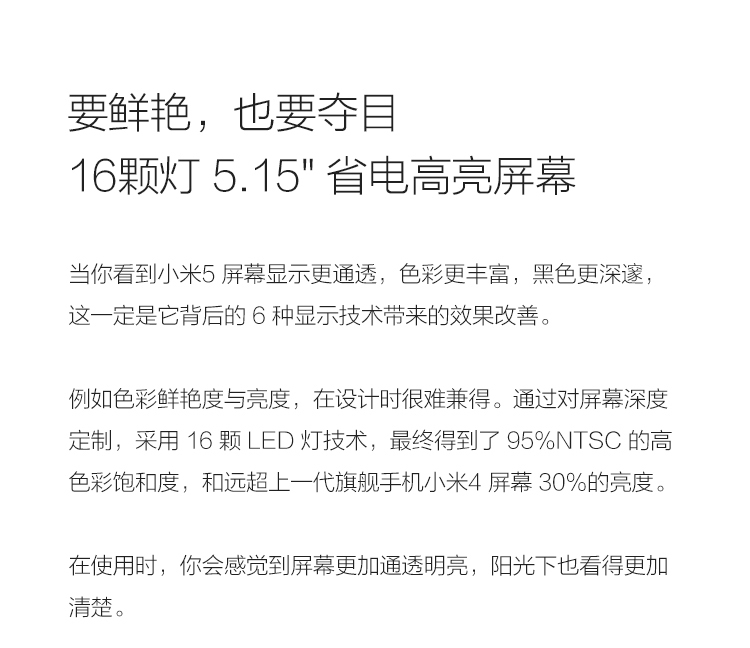 要鲜艳，也要夺目
16颗灯 5.15" 省电高亮屏幕
当你看到小米5 屏幕显示更通透，色彩更丰富，黑色更深邃，
这一定是它背后的 6 种显示技术带来的效果改善。
例如色彩鲜艳度与亮度，在设计时很难兼得。通过对屏幕深度
定制，采用 16 颗 LED 灯技术，最终得到了 95%NTSC 的高
色彩饱和度，和远超上一代旗舰手机小米4 屏幕 30%的亮度。
在使用时，你会感觉到屏幕更加通透明亮，阳光下也看得更加
清楚。